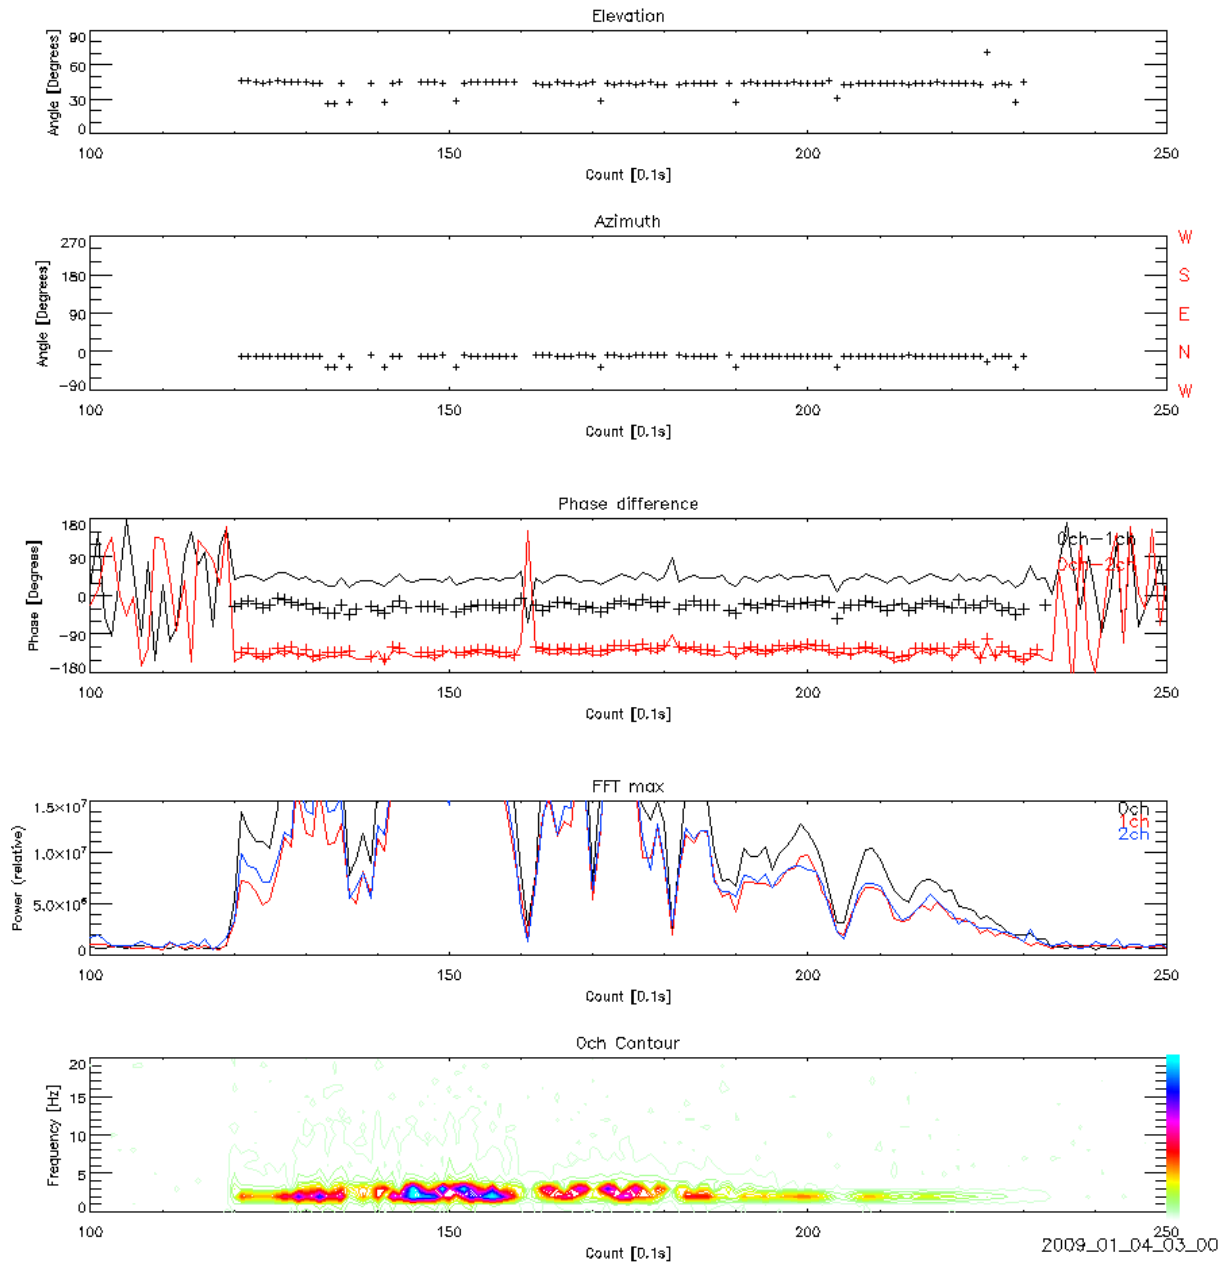 Elevation
Angle [Degrees]
90
60
30
0
100 150 200 250
Count [0.1s]
Azimuth
Angle [Degrees]
270
180
90
0
-90
W
S
E
N
W
100 150 200 250
Count [0.1s]
Phase difference
Phase [Degrees]
180
90
0
-90
-180
0ch-1ch
0ch-2ch
100 150 200 250
Count [0.1s]
FFT max
Power (relative)
1.5×10⁷
1.0×10⁷
5.0×10⁶
0
0ch
1ch
2ch
100 150 200 250
Count [0.1s]
0ch Contour
Frequency [Hz]
20
15
10
5
0
100 150 200 250
Count [0.1s]
2009_01_04_03_00